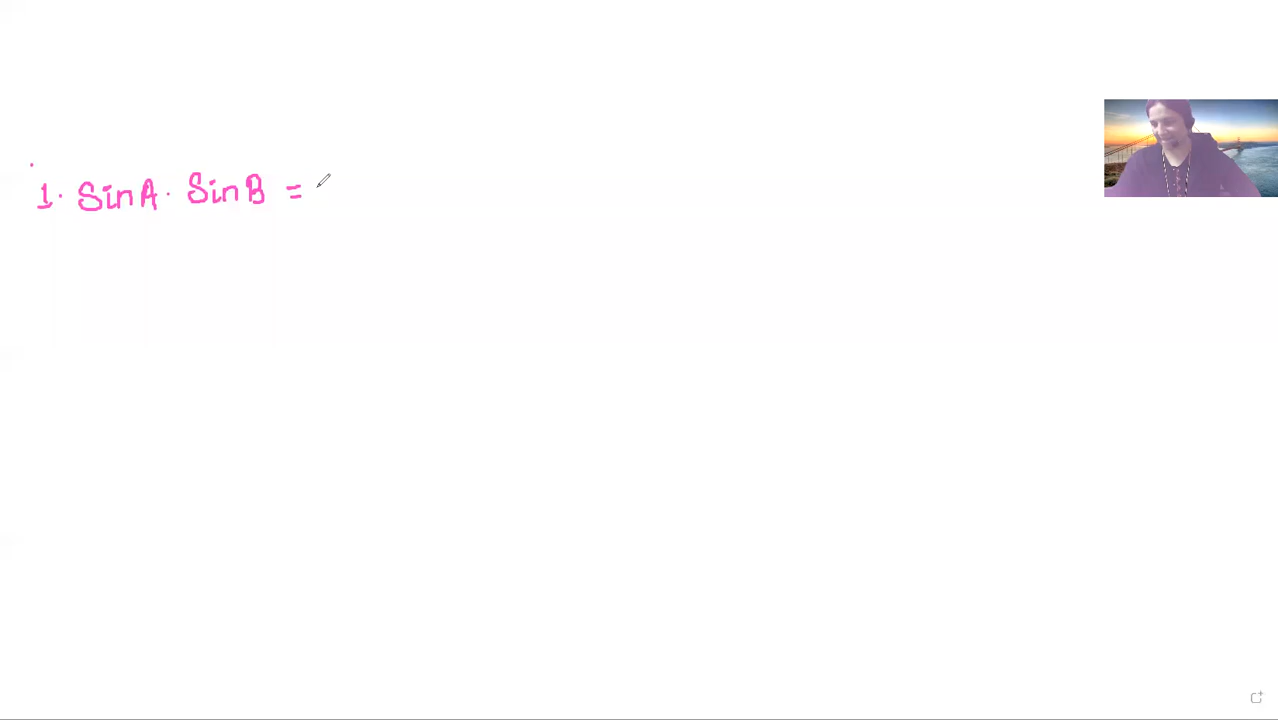 1. SinA · SinB =